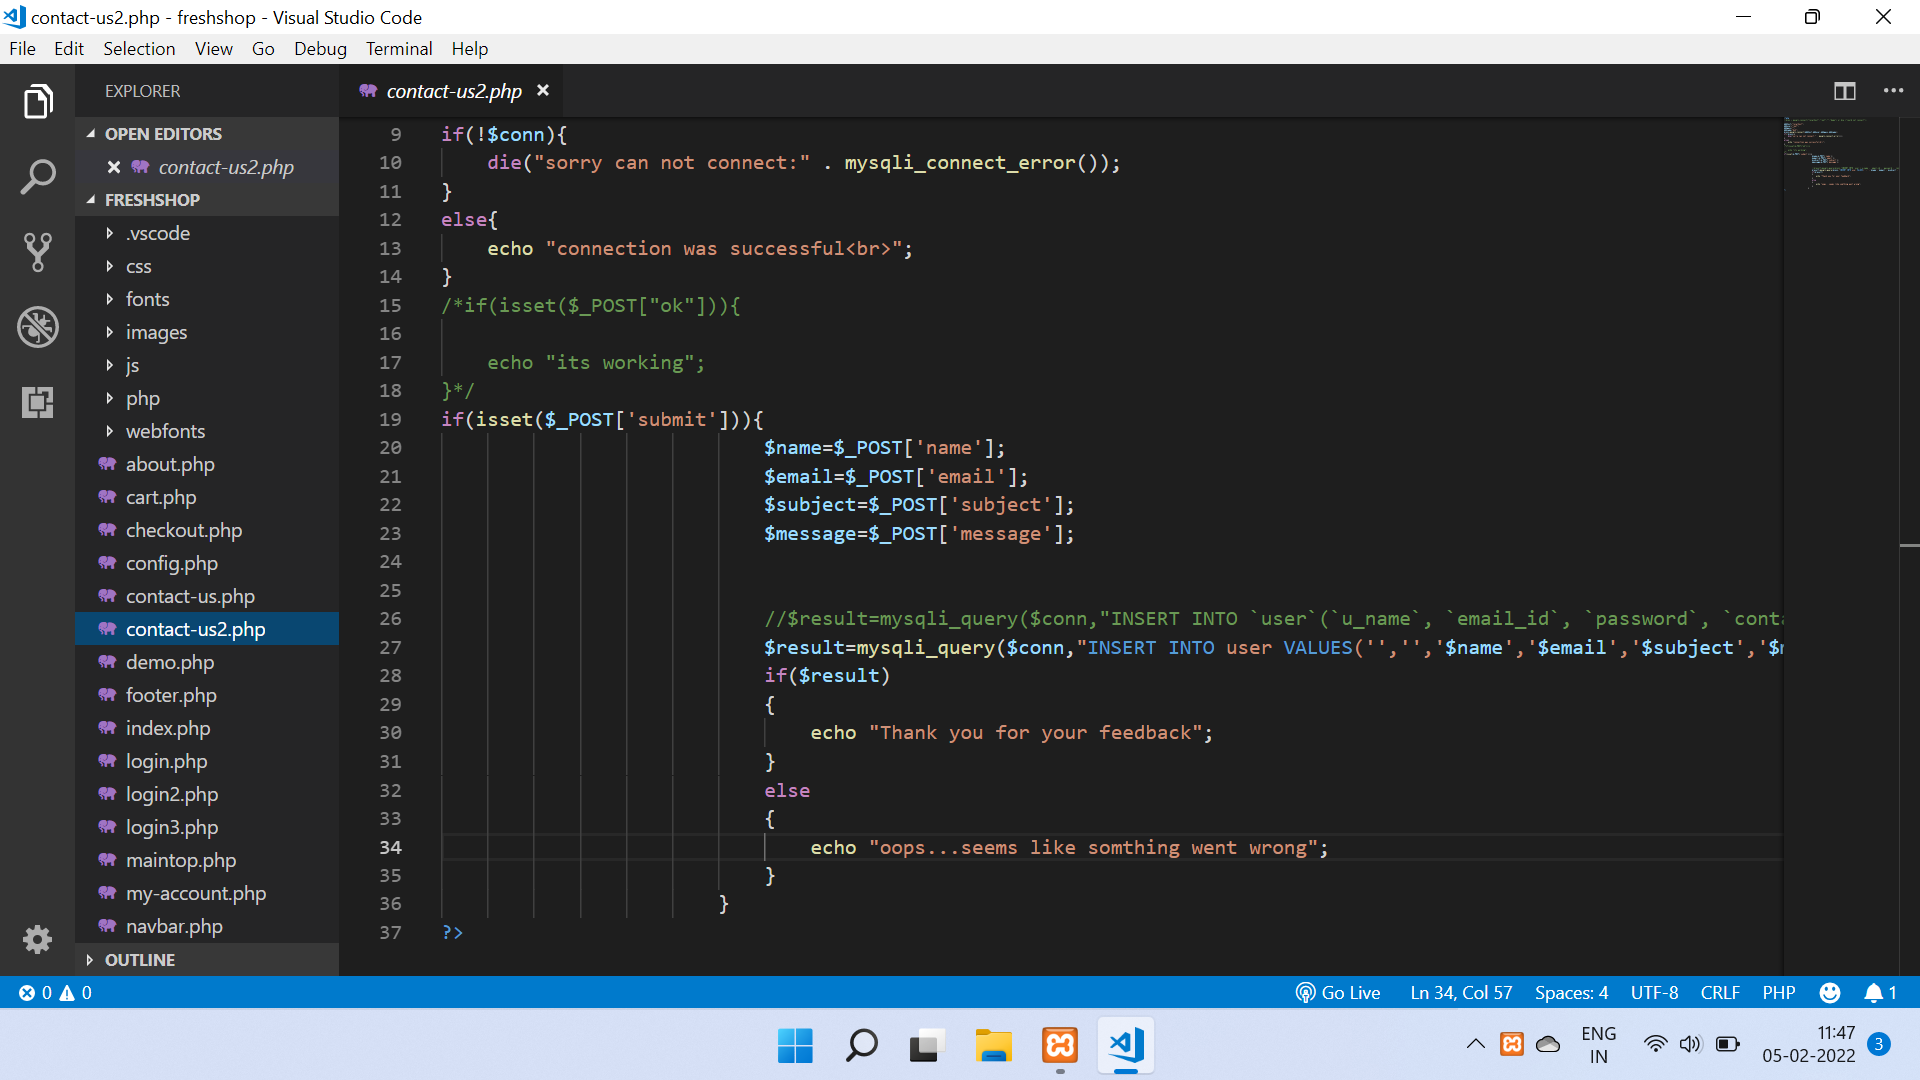 contact-us2.php - freshshop - Visual Studio Code
File Edit Selection View Go Debug Terminal Help
EXPLORER
OPEN EDITORS
contact-us2.php
FRESHSHOP
.vscode
css
fonts
images
js
php
webfonts
about.php
cart.php
checkout.php
config.php
contact-us.php
contact-us2.php
demo.php
footer.php
index.php
login.php
login2.php
login3.php
maintop.php
my-account.php
navbar.php
OUTLINE
contact-us2.php
9 if(!$conn){
10 die("sorry can not connect:" . mysqli_connect_error());
11 }
12 else{
13 echo "connection was successful<br>";
14 }
15 /*if(isset($_POST["ok"])){
16
17 echo "its working";
18 }*/
19 if(isset($_POST['submit'])){
20 $name=$_POST['name'];
21 $email=$_POST['email'];
22 $subject=$_POST['subject'];
23 $message=$_POST['message'];
24
25
26 //$result=mysqli_query($conn,"INSERT INTO `user`(`u_name`, `email_id`, `password`, `conta
27 $result=mysqli_query($conn,"INSERT INTO user VALUES('','','$name','$email','$subject','$
28 if($result)
29 {
30 echo "Thank you for your feedback";
31 }
32 else
33 {
34 echo "oops...seems like somthing went wrong";
35 }
36 }
37 ?>
0 0 Go Live Ln 34, Col 57 Spaces: 4 UTF-8 CRLF PHP 1
ENG
IN
11:47
05-02-2022
3